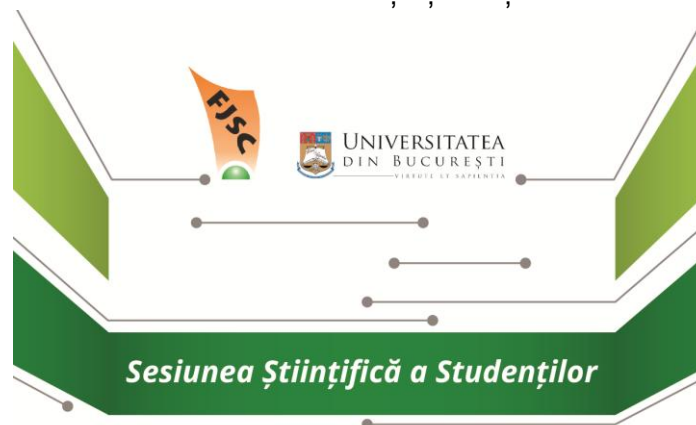 FJSC
UNIVERSITATEA
DIN BUCUREȘTI
VIRTUTE ET SAPIENTIA
Sesiunea Științifică a Studenților